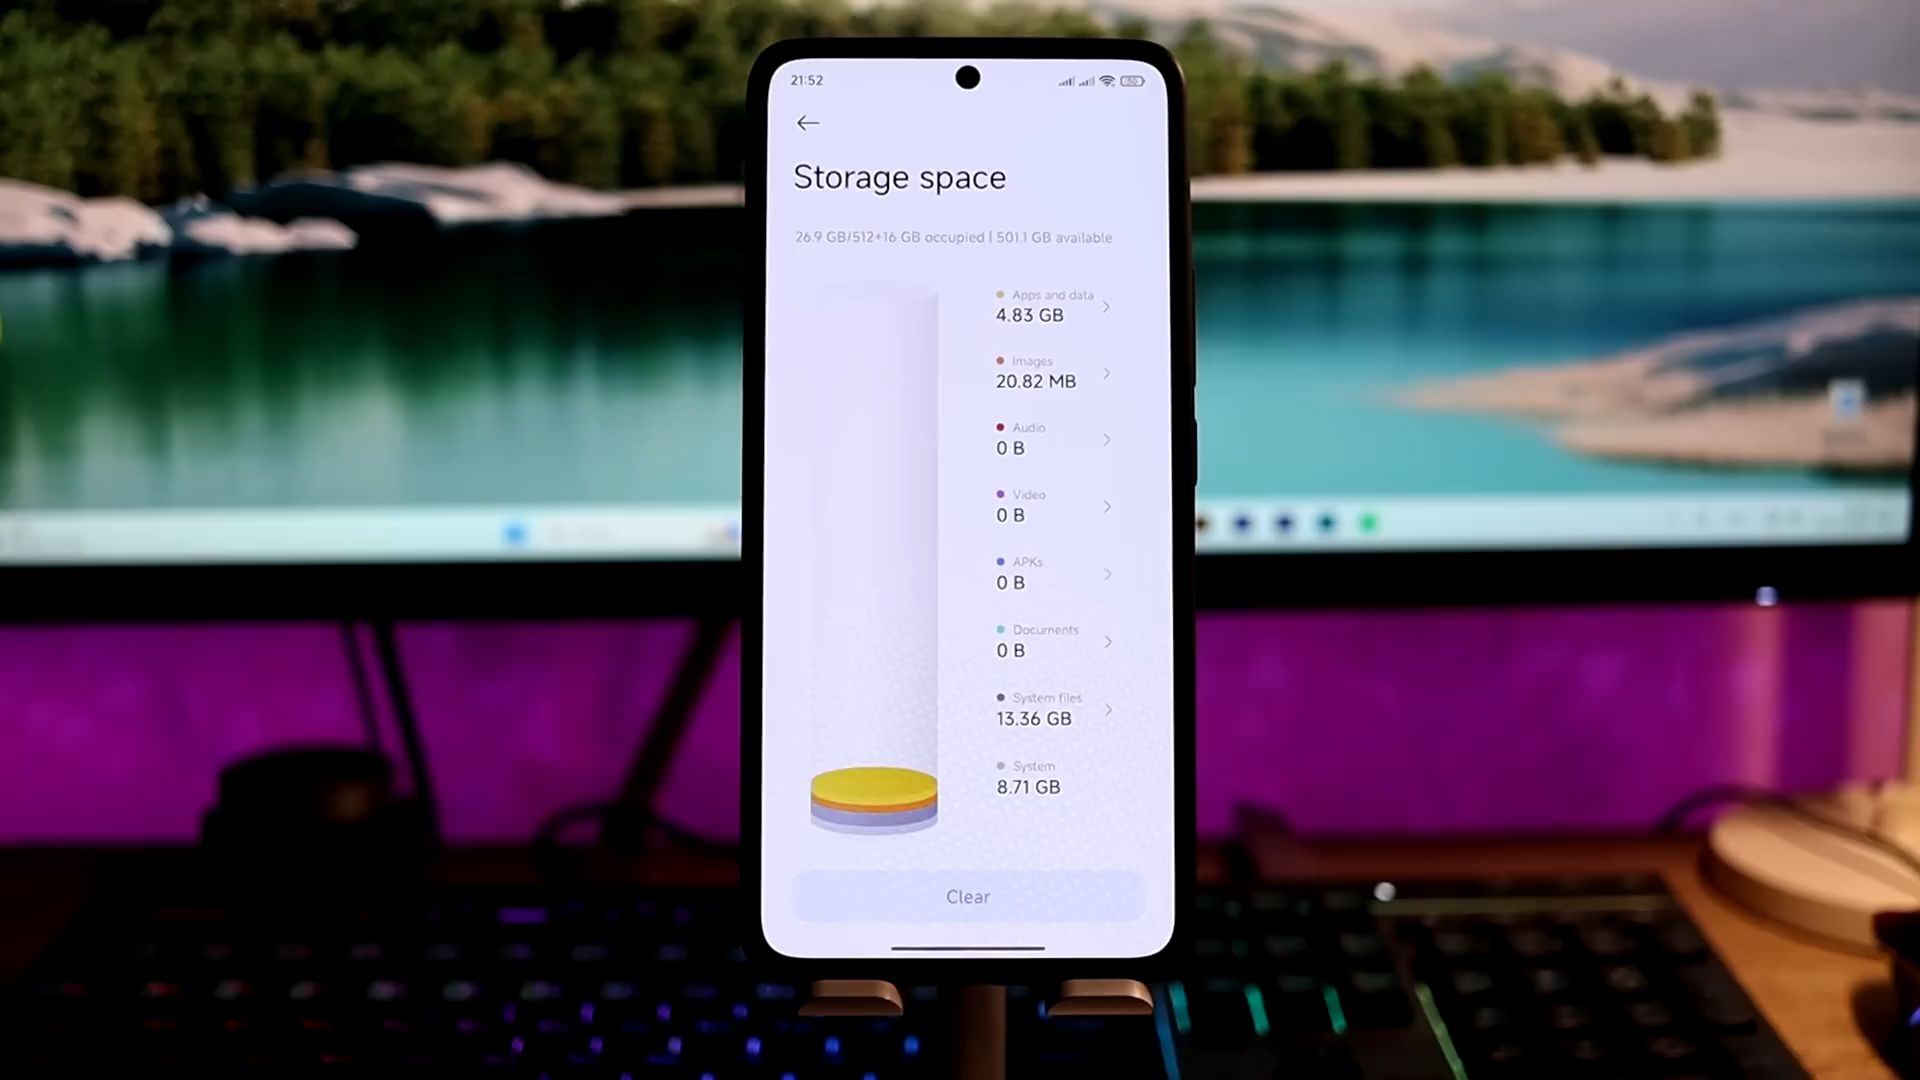 21:52
Storage space
26.9 GB/512+16 GB occupied | 501.1 GB available
Apps and data
4.83 GB
Images
20.82 MB
Audio
0 B
Video
0 B
APKs
0 B
Documents
0 B
System files
13.36 GB
System
8.71 GB
Clear